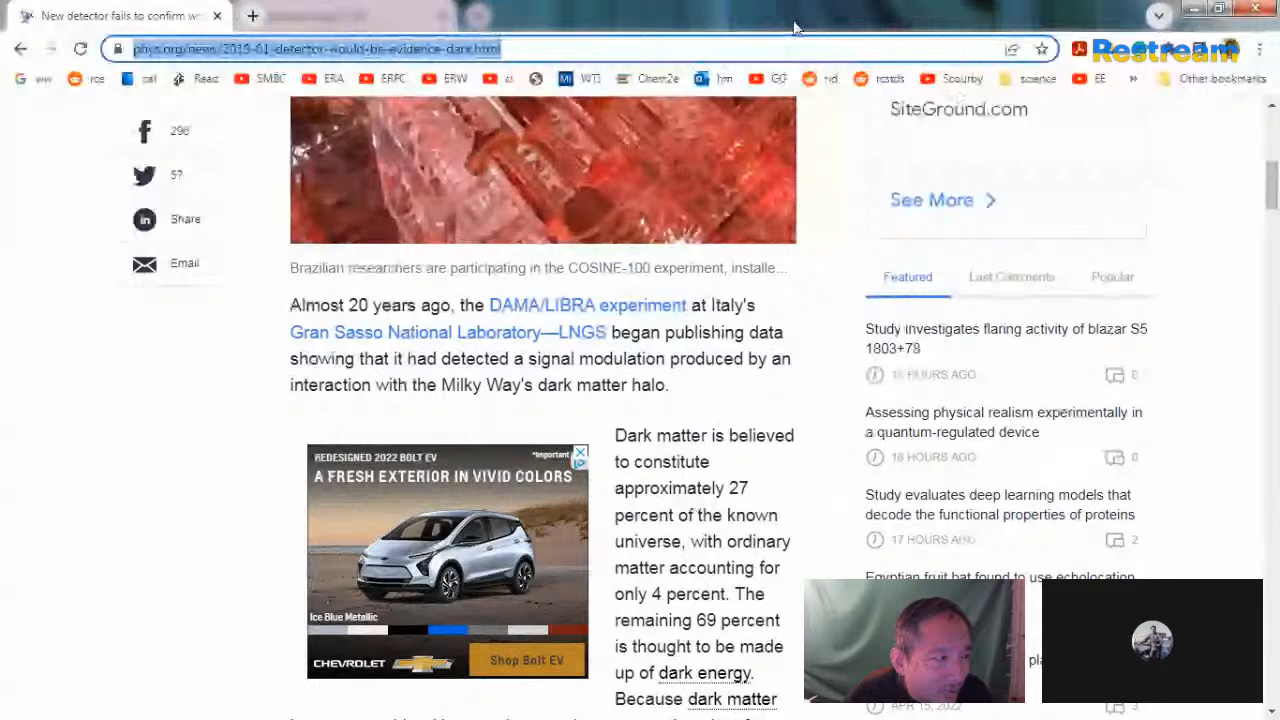 New detector fails to confirm wo
phys.org/news/2019-01-detector-would-be-evidence-dark.html
Restream
React
SMBC
ERA
ERFC
ERW
WTI
Chem2e
hm
GG
Scourby
science
EE
Other bookmarks
296
57
Share
Email
SiteGround.com
See More
Brazilian researchers are participating in the COSINE-100 experiment, installe...
Featured
Last Comments
Popular
Almost 20 years ago, the DAMA/LIBRA experiment at Italy's
Gran Sasso National Laboratory—LNGS began publishing data
showing that it had detected a signal modulation produced by an
interaction with the Milky Way's dark matter halo.
Study investigates flaring activity of blazar S5
1803+78
HOURS AGO
0
Assessing physical realism experimentally in
a quantum-regulated device
16 HOURS AGO
0
Study evaluates deep learning models that
decode the functional properties of proteins
17 HOURS AGO
2
Egyptian fruit bat found to use echolocation
APR 15, 2022
3
REDESIGNED 2022 BOLT EV
*Important
A FRESH EXTERIOR IN VIVID COLORS
Ice Blue Metallic
CHEVROLET
Shop Bolt EV
Dark matter is believed
to constitute
approximately 27
percent of the known
universe, with ordinary
matter accounting for
only 4 percent. The
remaining 69 percent
is thought to be made
up of dark energy.
Because dark matter